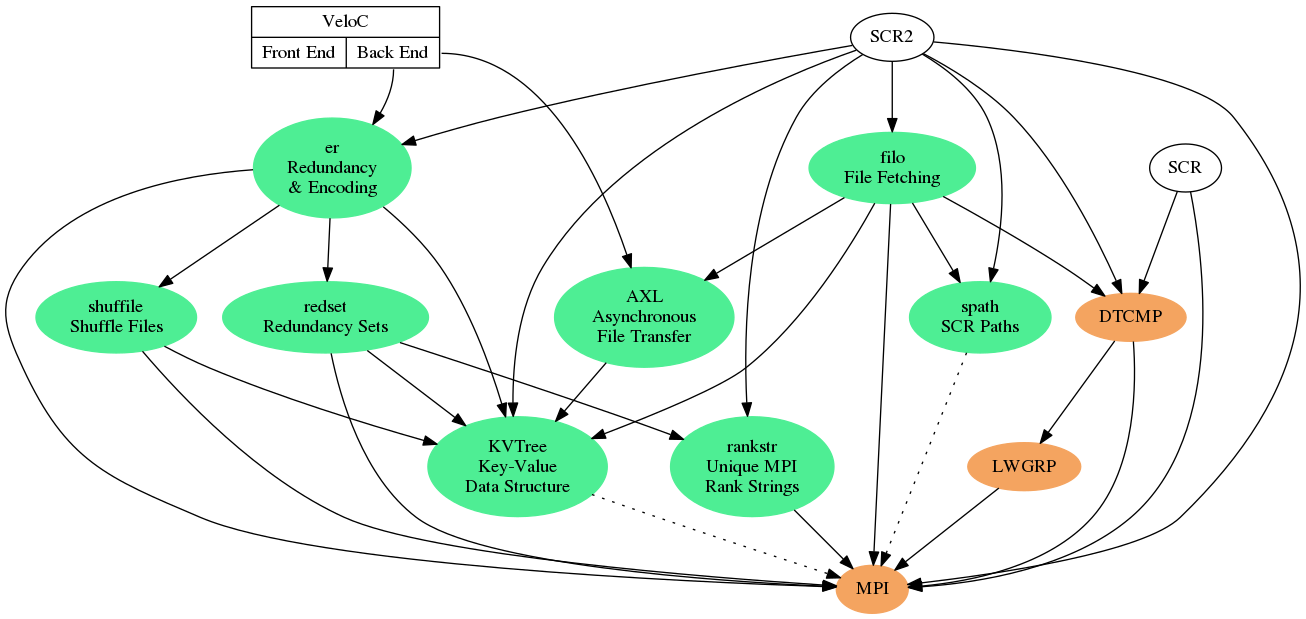 VeloC
Front End
Back End
SCR2
er
Redundancy
& Encoding
filo
File Fetching
SCR
shuffile
Shuffle Files
redset
Redundancy Sets
AXL
Asynchronous
File Transfer
spath
SCR Paths
DTCMP
KVTree
Key-Value
Data Structure
rankstr
Unique MPI
Rank Strings
LWGRP
MPI